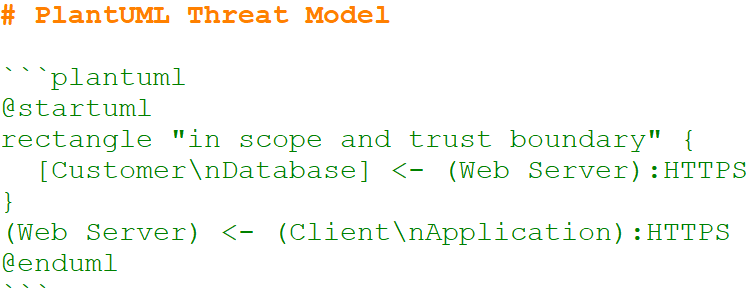 # PlantUML Threat Model
```plantuml
@startuml
rectangle "in scope and trust boundary" {
  [Customer\nDatabase] <- (Web Server):HTTPS
}
(Web Server) <- (Client\nApplication):HTTPS
@enduml
```